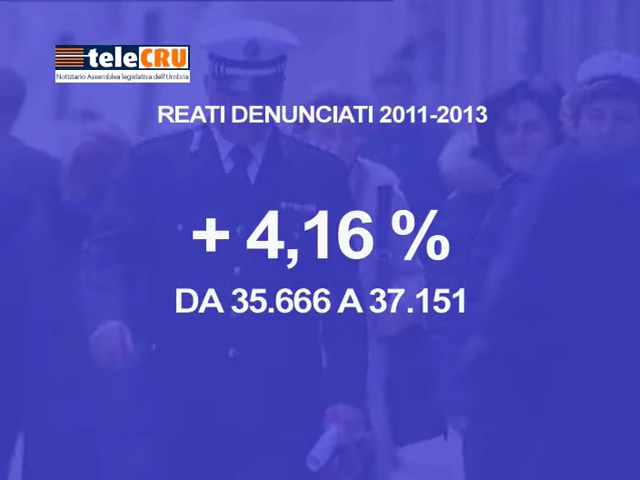 teleCRU
Notiziario Assemblea legislativa dell'Umbria
REATI DENUNCIATI 2011-2013
+ 4,16 %
DA 35.666 A 37.151